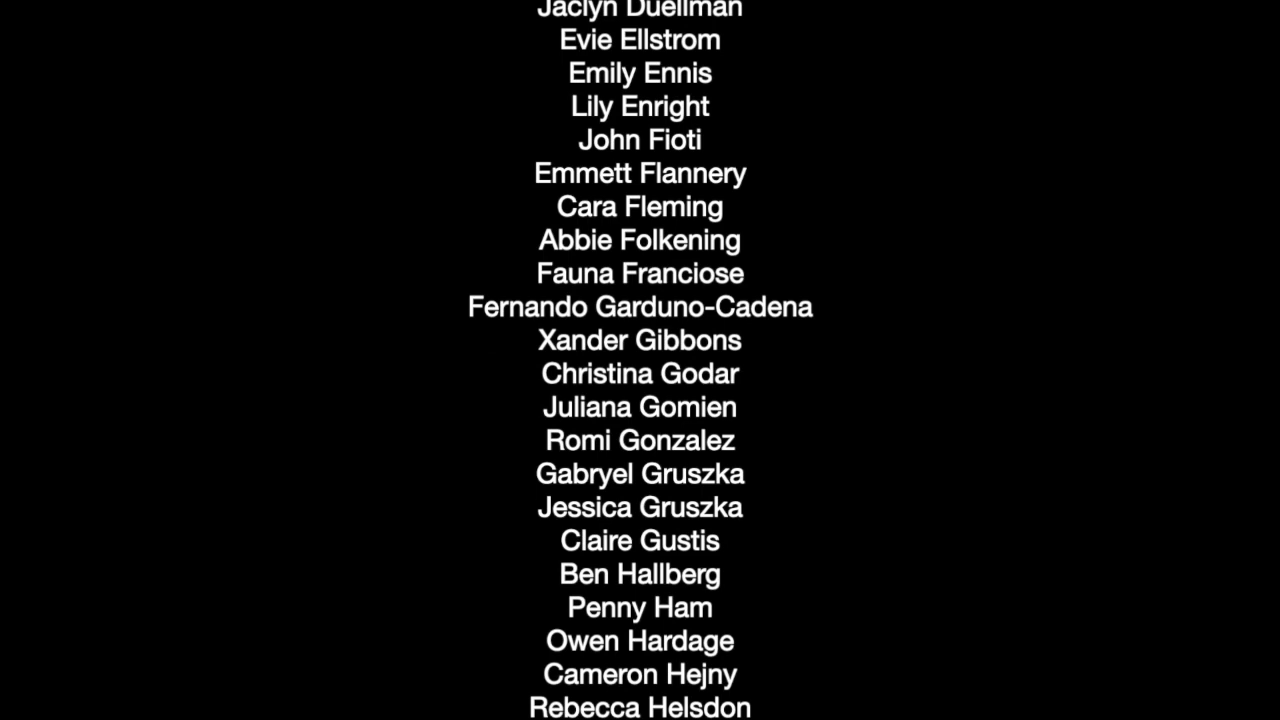 Jaclyn Duellman
Evie Ellstrom
Emily Ennis
Lily Enright
John Fioti
Emmett Flannery
Cara Fleming
Abbie Folkening
Fauna Franciose
Fernando Garduno-Cadena
Xander Gibbons
Christina Godar
Juliana Gomien
Romi Gonzalez
Gabryel Gruszka
Jessica Gruszka
Claire Gustis
Ben Hallberg
Penny Ham
Owen Hardage
Cameron Hejny
Rebecca Helsdon